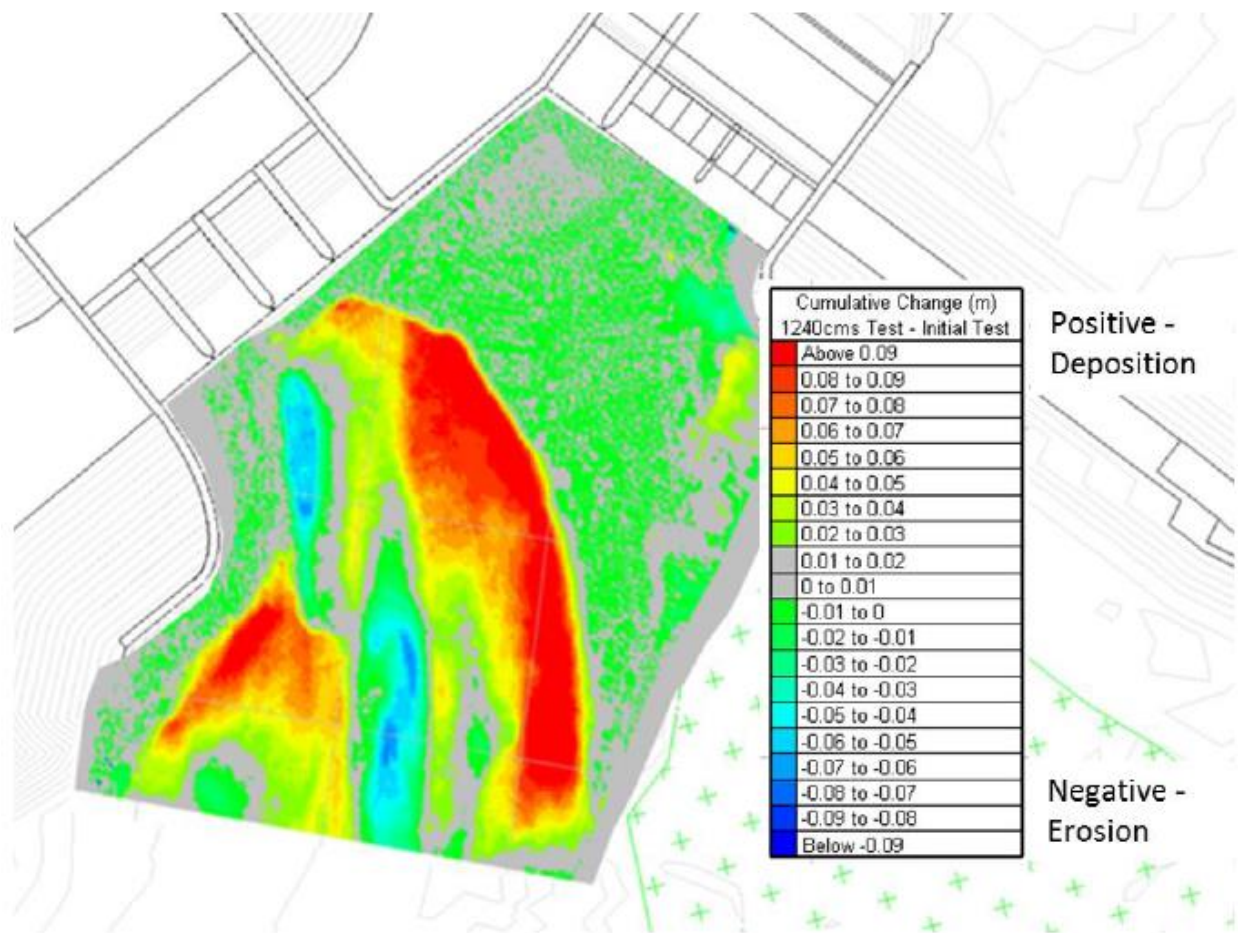 Cumulative Change (m)
1240cms Test - Initial Test
Above 0.09
0.08 to 0.09
0.07 to 0.08
0.06 to 0.07
0.05 to 0.06
0.04 to 0.05
0.03 to 0.04
0.02 to 0.03
0.01 to 0.02
0 to 0.01
-0.01 to 0
-0.02 to -0.01
-0.03 to -0.02
-0.04 to -0.03
-0.05 to -0.04
-0.06 to -0.05
-0.07 to -0.06
-0.08 to -0.07
-0.09 to -0.08
Below -0.09
Positive -
Deposition
Negative -
Erosion